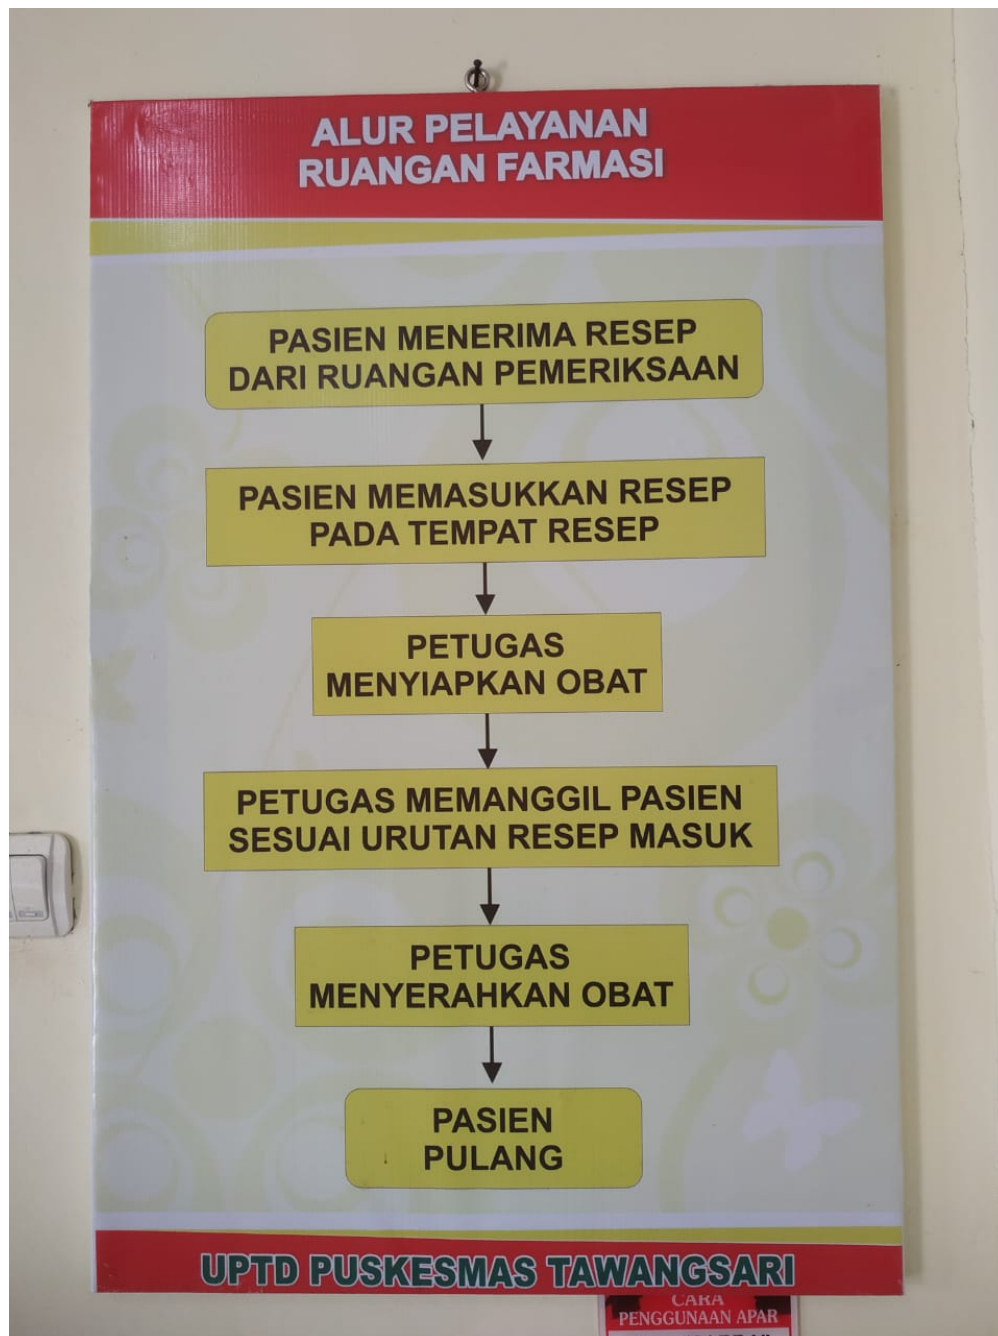 ALUR PELAYANAN
RUANGAN FARMASI
PASIEN MENERIMA RESEP
DARI RUANGAN PEMERIKSAAN
PASIEN MEMASUKKAN RESEP
PADA TEMPAT RESEP
PETUGAS
MENYIAPKAN OBAT
PETUGAS MEMANGGIL PASIEN
SESUAI URUTAN RESEP MASUK
PETUGAS
MENYERAHKAN OBAT
PASIEN
PULANG
UPTD PUSKESMAS TAWANGSARI
CARA
PENGGUNAAN APAR